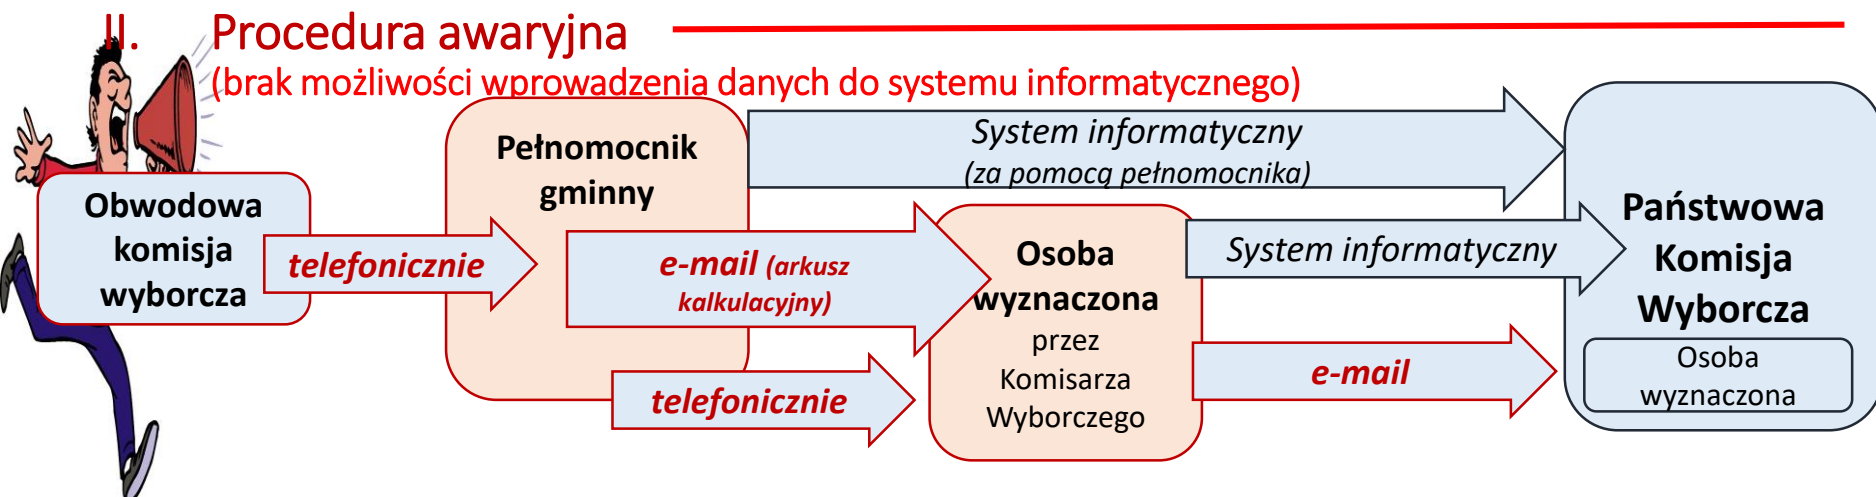 II. Procedura awaryjna
(brak możliwości wprowadzenia danych do systemu informatycznego)
Obwodowa
komisja
wyborcza
telefonicznie
Pełnomocnik
gminny
e-mail (arkusz
kalkulacyjny)
telefonicznie
System informatyczny
(za pomocą pełnomocnika)
Osoba
wyznaczona
przez
Komisarza
Wyborczego
System informatyczny
e-mail
Państwowa
Komisja
Wyborcza
Osoba
wyznaczona